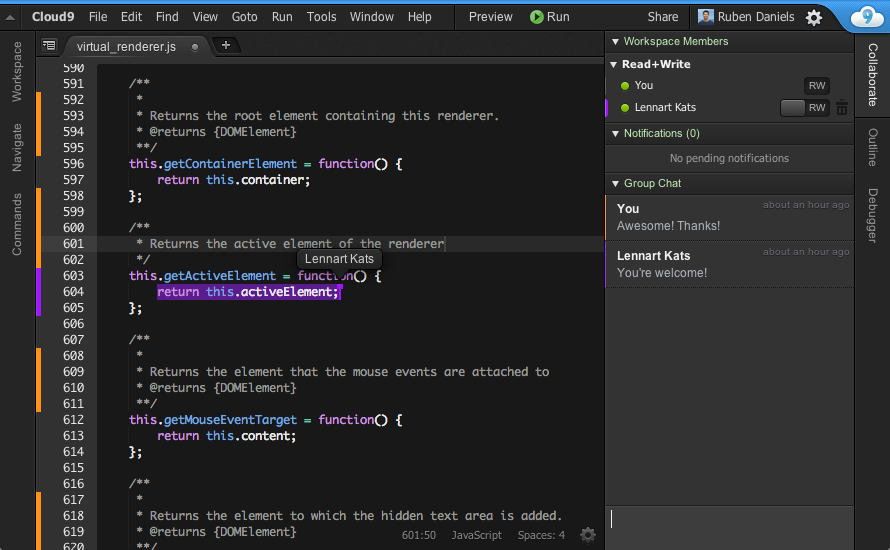 Cloud9 File Edit Find View Goto Run Tools Window Help Preview Run Share Ruben Daniels 9
Workspace
Navigate
Commands
virtual_renderer.js
590
591 /**
592 *
593 * Returns the root element containing this renderer.
594 * @returns {DOMElement}
595 **/
596 this.getContainerElement = function() {
597 return this.container;
598 };
599
600 /**
601 * Returns the active element of the renderer
602 */
Lennart Kats
603 this.getActiveElement = function() {
604 return this.activeElement;
605 };
606
607 /**
608 *
609 * Returns the element that the mouse events are attached to
610 * @returns {DOMElement}
611 **/
612 this.getMouseEventTarget = function() {
613 return this.content;
614 };
615
616 /**
617 *
618 * Returns the element to which the hidden text area is added.
619 * @returns {DOMElement}
620 **/
601:50 JavaScript Spaces: 4
Workspace Members
Read+Write
You RW
Lennart Kats RW
Notifications (0)
No pending notifications
Group Chat
You about an hour ago
Awesome! Thanks!
Lennart Kats about an hour ago
You're welcome!
Collaborate
Outline
Debugger